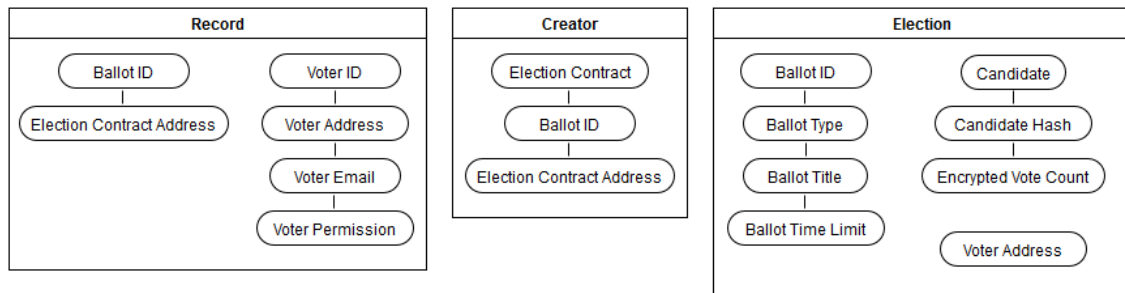 Record
Ballot ID
Election Contract Address
Voter ID
Voter Address
Voter Email
Voter Permission
Creator
Election Contract
Ballot ID
Election Contract Address
Election
Ballot ID
Ballot Type
Ballot Title
Ballot Time Limit
Candidate
Candidate Hash
Encrypted Vote Count
Voter Address